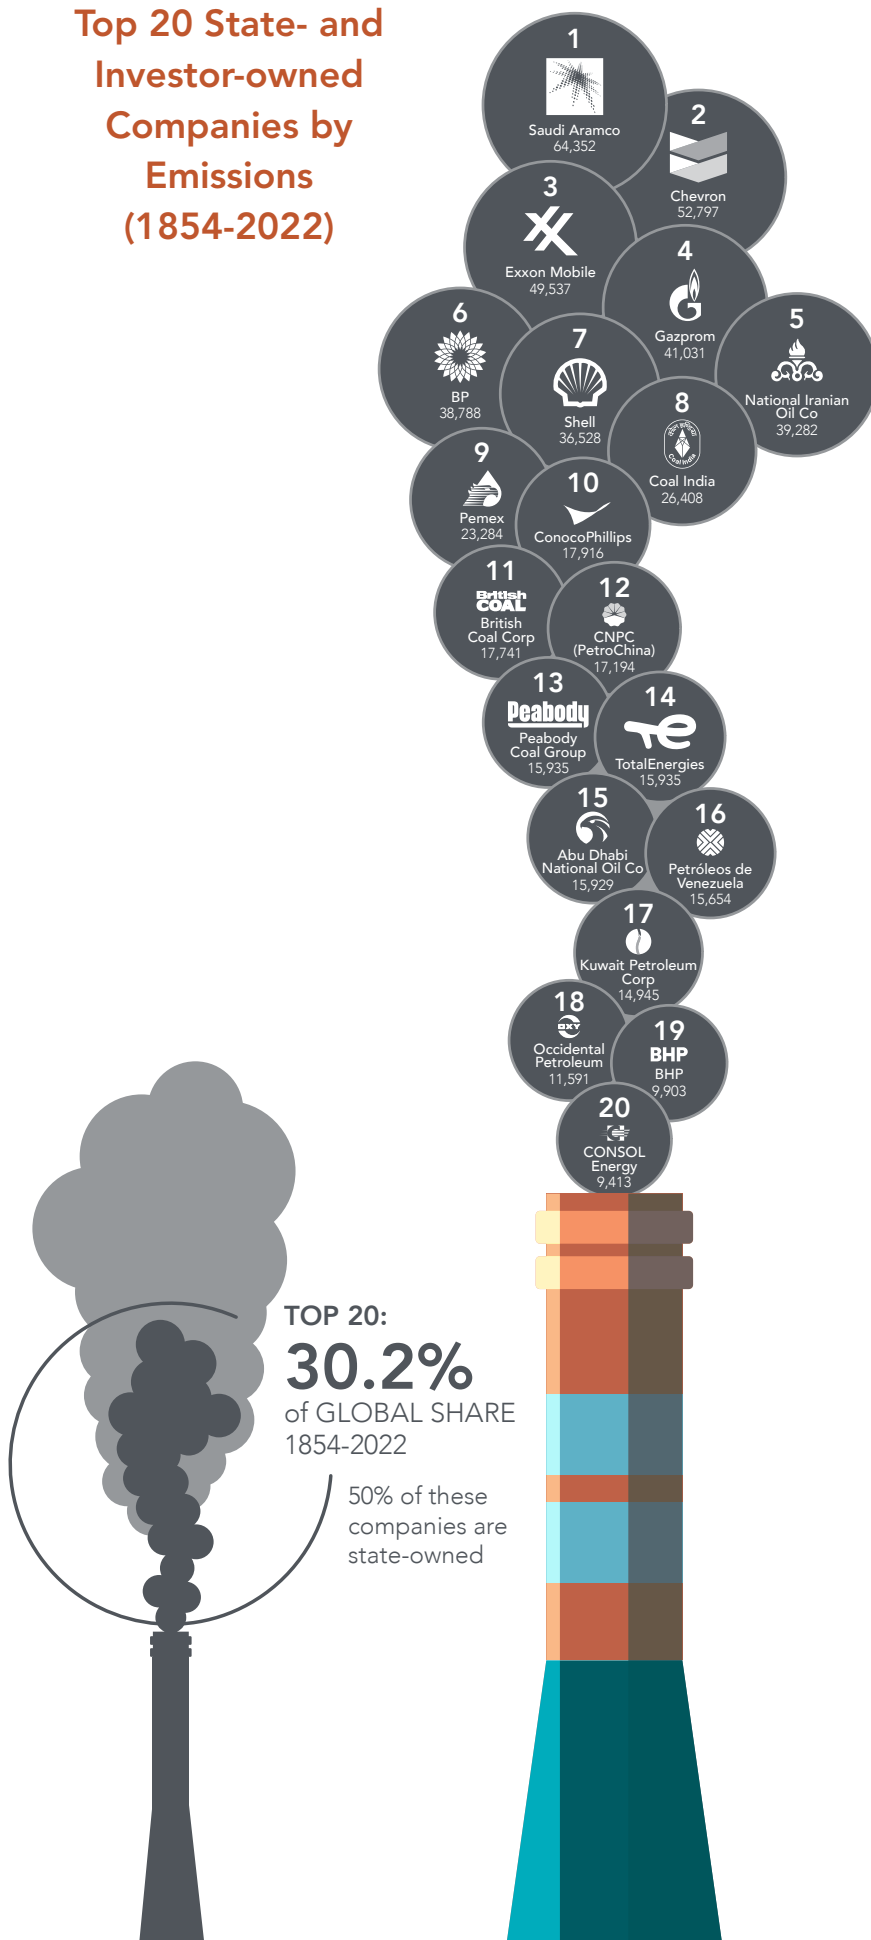 Top 20 State- and
Investor-owned
Companies by
Emissions
(1854-2022)
1
Saudi Aramco
64,352
2
Chevron
52,797
3
Exxon Mobile
49,537
4
Gazprom
41,031
5
National Iranian
Oil Co
39,282
6
BP
38,788
7
Shell
36,528
8
Coal India
Coal India
26,408
9
Pemex
23,284
10
ConocoPhillips
17,916
11
British
COAL
British
Coal Corp
17,741
12
CNPC
(PetroChina)
17,194
13
Peabody
Peabody
Coal Group
15,935
14
TotalEnergies
15,935
15
Abu Dhabi
National Oil Co
15,929
16
Petróleos de
Venezuela
15,654
17
Kuwait Petroleum
Corp
14,945
18
OXY
Occidental
Petroleum
11,591
19
BHP
BHP
9,903
20
CONSOL
Energy
9,413
TOP 20:
30.2%
of GLOBAL SHARE
1854-2022
50% of these
companies are
state-owned